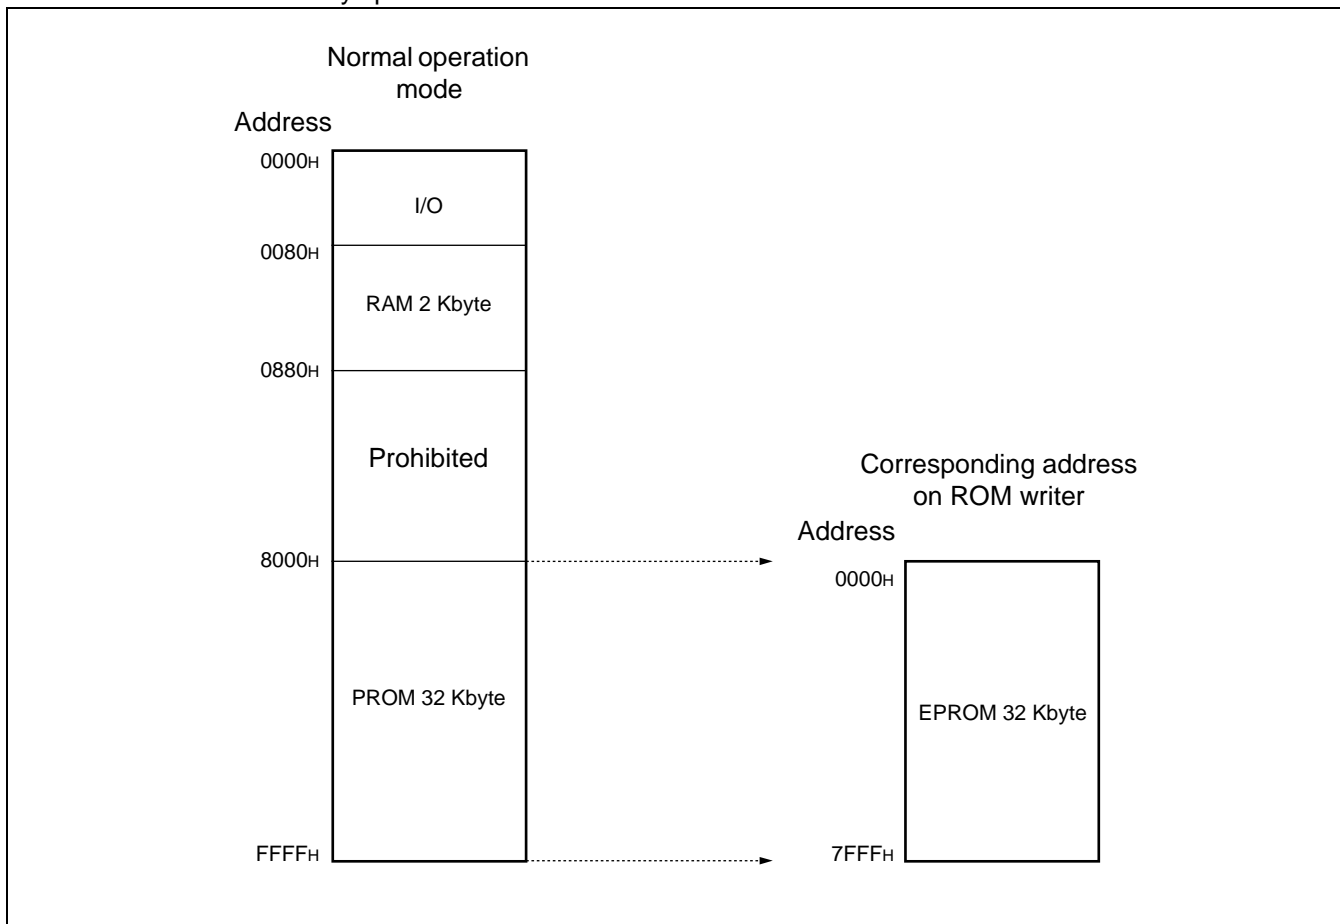 Normal operation
mode
Address
0000H
I/O
0080H
RAM 2 Kbyte
0880H
Prohibited
Corresponding address
on ROM writer
Address
8000H
0000H
PROM 32 Kbyte
EPROM 32 Kbyte
FFFFH
7FFFH